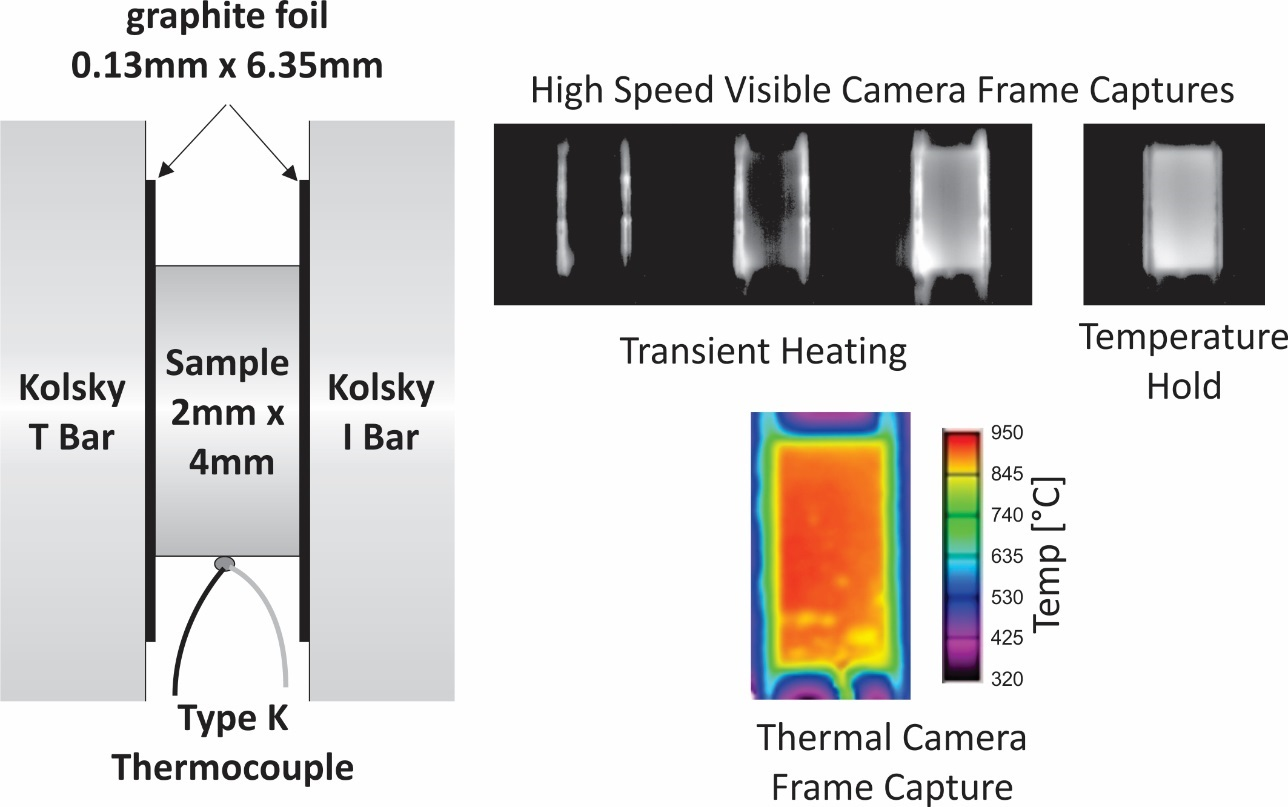 graphite foil
0.13mm x 6.35mm
Kolsky
T Bar
Sample
2mm x
4mm
Kolsky
I Bar
Type K
Thermocouple
High Speed Visible Camera Frame Captures
Transient Heating
Temperature
Hold
950
845
740
635
530
425
320
Temp [°C]
Thermal Camera
Frame Capture